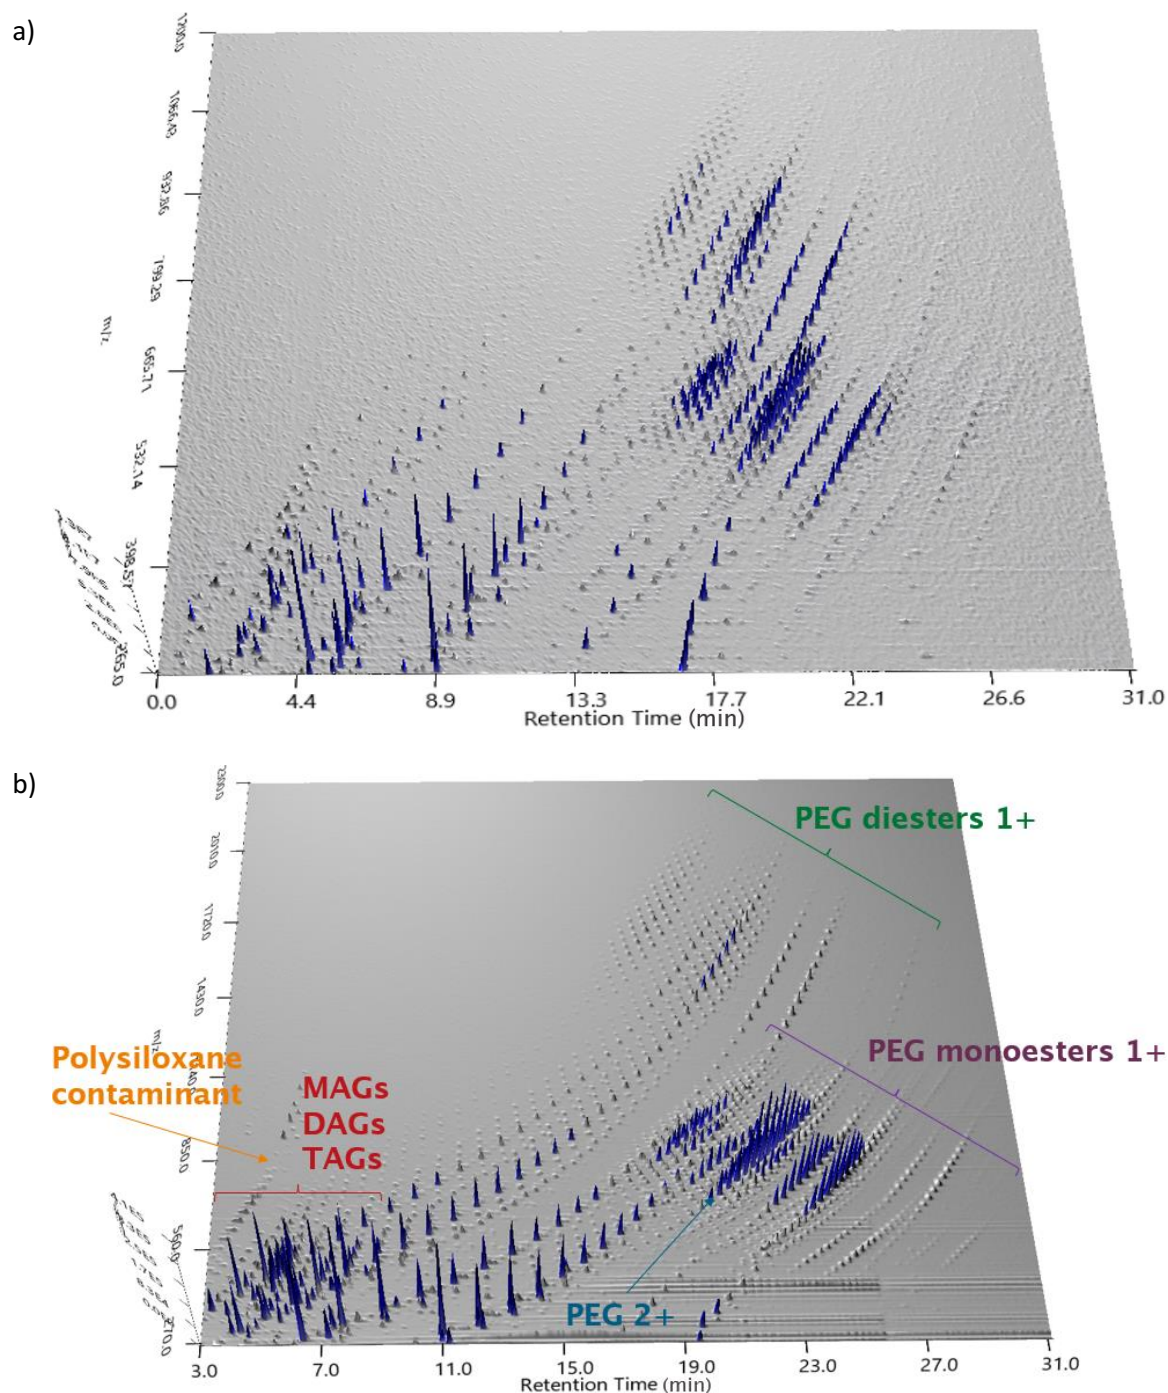 a)
1200.0
1066.43
932.86
799.29
m/z.
665.71
532.14
398.57
265.0
0.0 4.4 8.9 13.3 17.7 22.1 26.6 31.0
Retention Time (min)
b)
2300.0
2010.0
1720.0
1430.0
PEG diesters 1+
PEG monoesters 1+
Polysiloxane
contaminant
MAGs
DAGs
TAGs
850.0
560.0
270.0
PEG 2+
3.0 7.0 11.0 15.0 19.0 23.0 27.0 31.0
Retention Time (min)